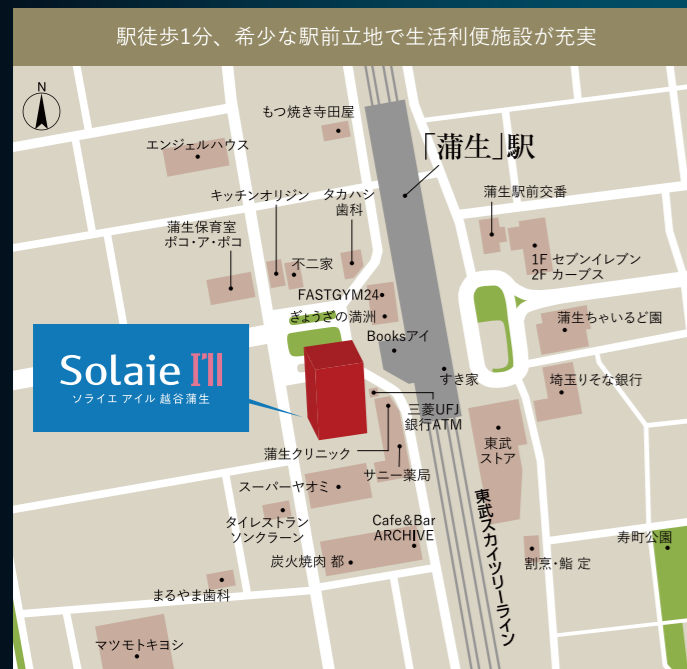 駅徒歩1分、希少な駅前立地で生活利便施設が充実
N
もつ焼き寺田屋
「蒲生」駅
エンジェルハウス
キッチンオリジン
タカハシ
歯科
蒲生駅前交番
蒲生保育室
ポコ・ア・ポコ
不二家
1F セブンイレブン
2F カーブス
FASTGYM24
ぎょうざの満洲
蒲生ちゃいるど園
Booksアイ
Solaie I'll
ソライエ アイル 越谷蒲生
すき家
埼玉りそな銀行
三菱UFJ
銀行ATM
東武
ストア
蒲生クリニック
サニー薬局
スーパーヤオミ
タイレストラン
ソンクラーン
Cafe&Bar
ARCHIVE
東武スカイツリーライン
寿町公園
炭火焼肉 都
割烹・鮨 定
まるやま歯科
マツモトキヨシ